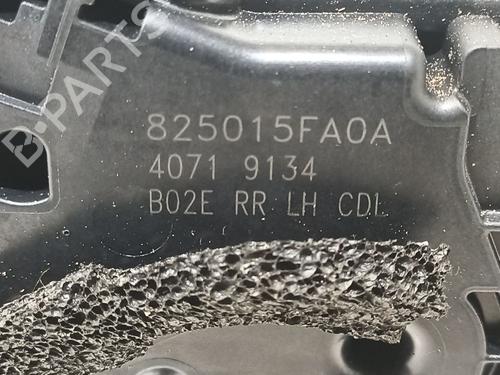 B-PARTS
825015FA0A
4071 9134
B02E RR LH CDL